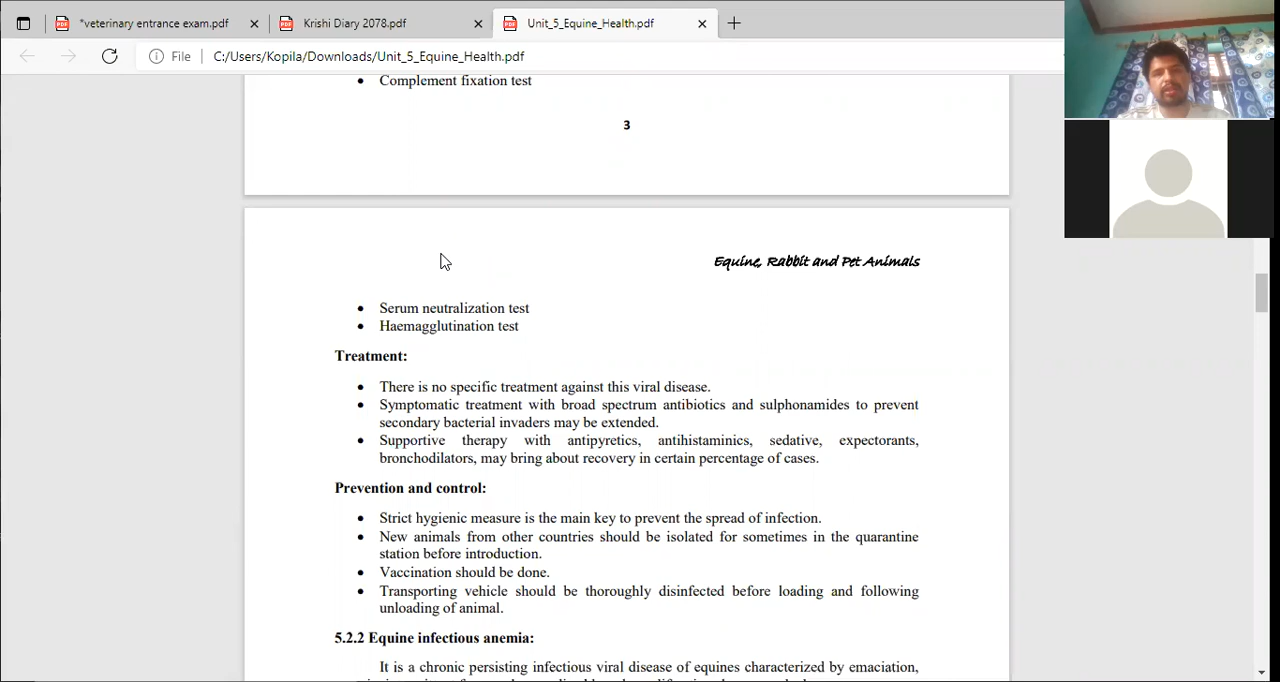 *veterinary entrance exam.pdf
Krishi Diary 2078.pdf
Unit_5_Equine_Health.pdf
File
C:/Users/Kopila/Downloads/Unit_5_Equine_Health.pdf
• Complement fixation test
3
Equine, Rabbit and Pet Animals
• Serum neutralization test
• Haemagglutination test
Treatment:
• There is no specific treatment against this viral disease.
• Symptomatic treatment with broad spectrum antibiotics and sulphonamides to prevent
secondary bacterial invaders may be extended.
• Supportive therapy with antipyretics, antihistaminics, sedative, expectorants,
bronchodilators, may bring about recovery in certain percentage of cases.
Prevention and control:
• Strict hygienic measure is the main key to prevent the spread of infection.
• New animals from other countries should be isolated for sometimes in the quarantine
station before introduction.
• Vaccination should be done.
• Transporting vehicle should be thoroughly disinfected before loading and following
unloading of animal.
5.2.2 Equine infectious anemia:
It is a chronic persisting infectious viral disease of equines characterized by emaciation,